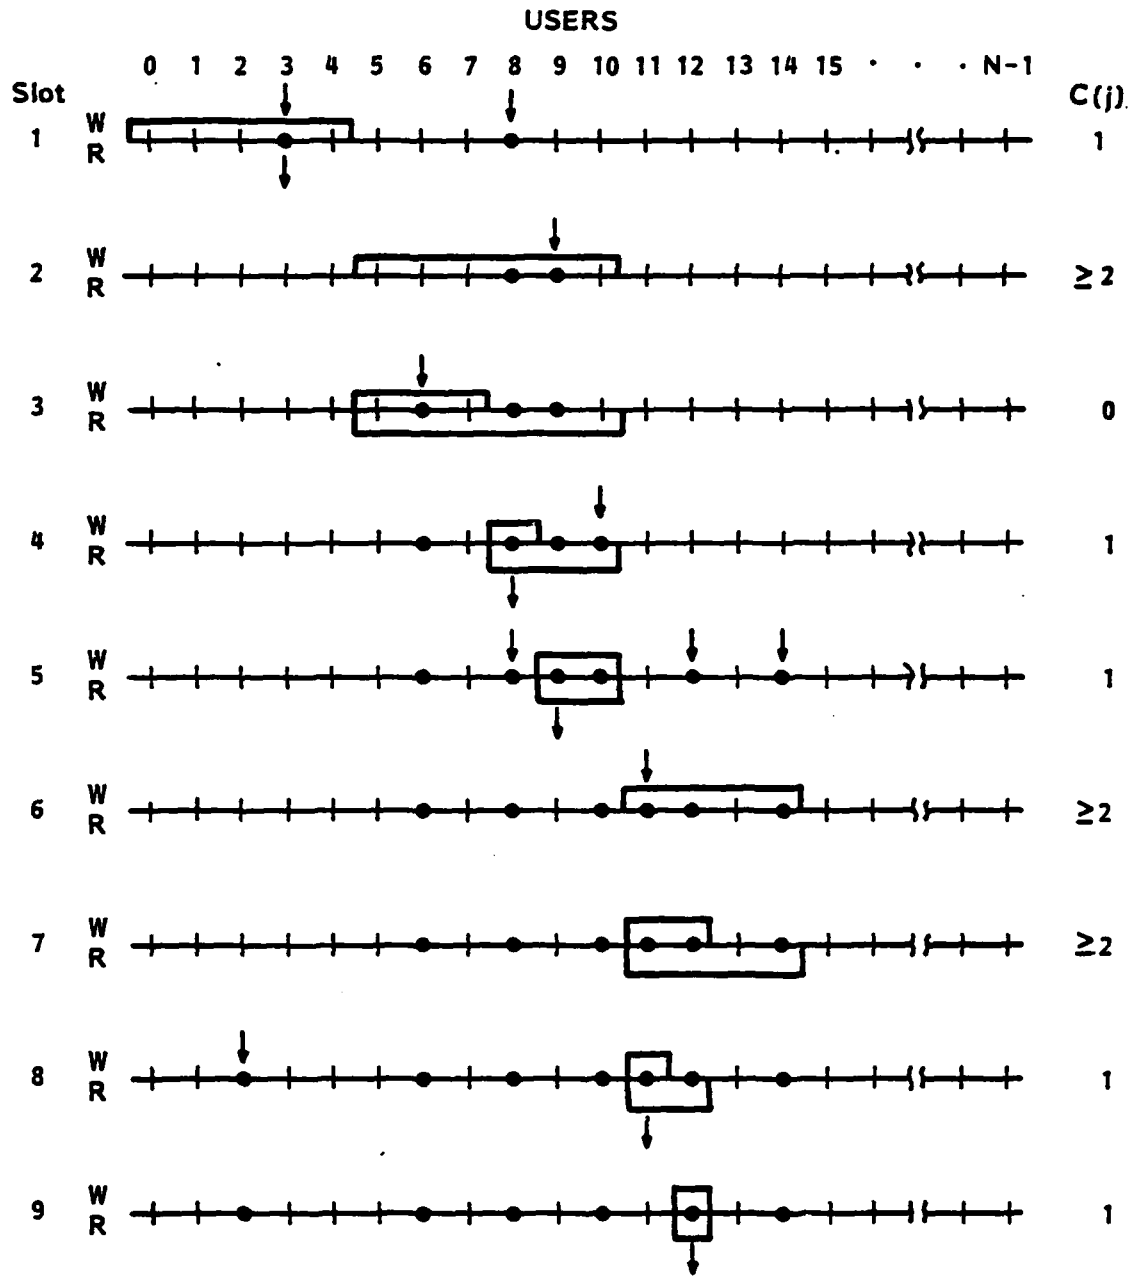 USERS
0 1 2 3 4 5 6 7 8 9 10 11 12 13 14 15 · · · N-1
Slot C(j)
1 W R 1
2 W R ≥2
3 W R 0
4 W R 1
5 W R 1
6 W R ≥2
7 W R ≥2
8 W R 1
9 W R 1